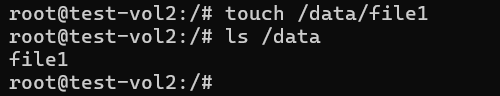 root@test-vol2:/# touch /data/file1
root@test-vol2:/# ls /data
file1
root@test-vol2:/#